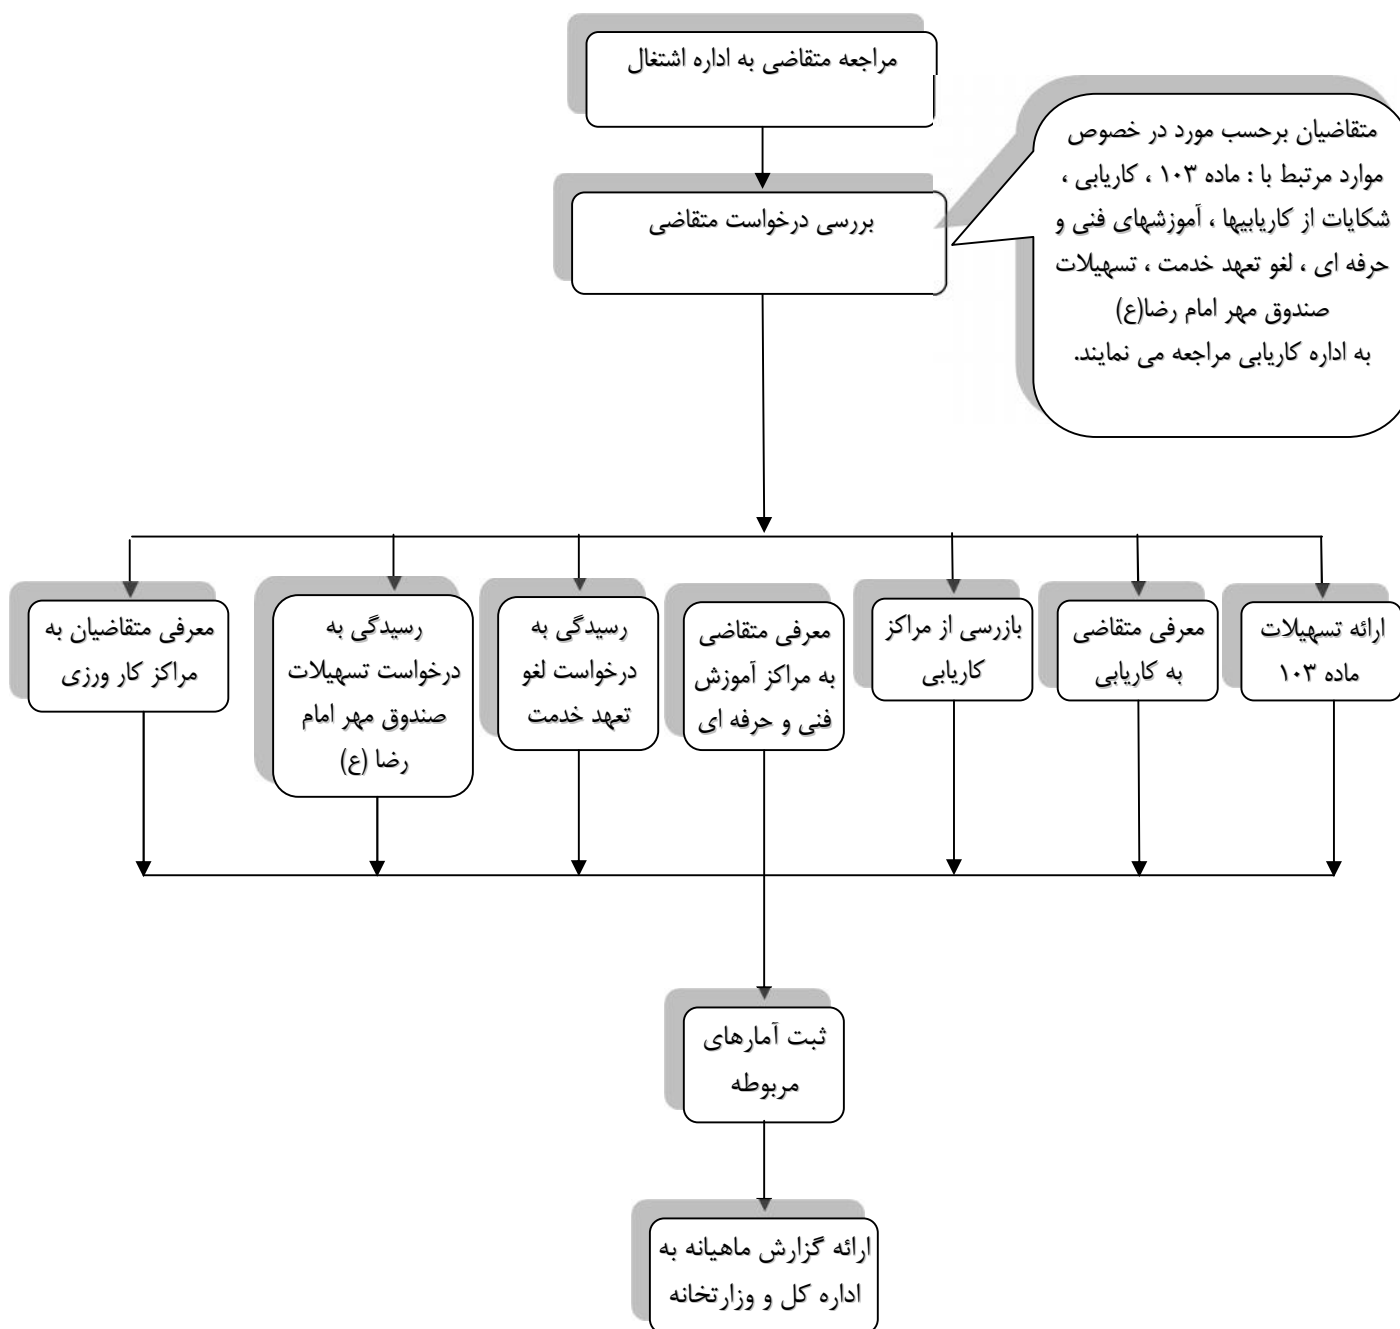 مراجعه متقاضی به اداره اشتغال
متقاضیان برحسب مورد در خصوص
موارد مرتبط با : ماده ۱۰۳ ، کاریابی ،
شکایات از کاریابیها ، آموزشهای فنی و
حرفه ای ، لغو تعهد خدمت ، تسهیلات
صندوق مهر امام رضا(ع)
به اداره کاریابی مراجعه می نمایند.
بررسی درخواست متقاضی
ارائه تسهیلات
ماده ۱۰۳
معرفی متقاضی
به کاریابی
بازرسی از مراکز
کاریابی
معرفی متقاضی
به مراکز آموزش
فنی و حرفه ای
رسیدگی به
درخواست لغو
تعهد خدمت
رسیدگی به
درخواست تسهیلات
صندوق مهر امام
رضا (ع)
معرفی متقاضیان به
مراکز کار ورزی
ثبت آمارهای
مربوطه
ارائه گزارش ماهیانه به
اداره کل و وزارتخانه